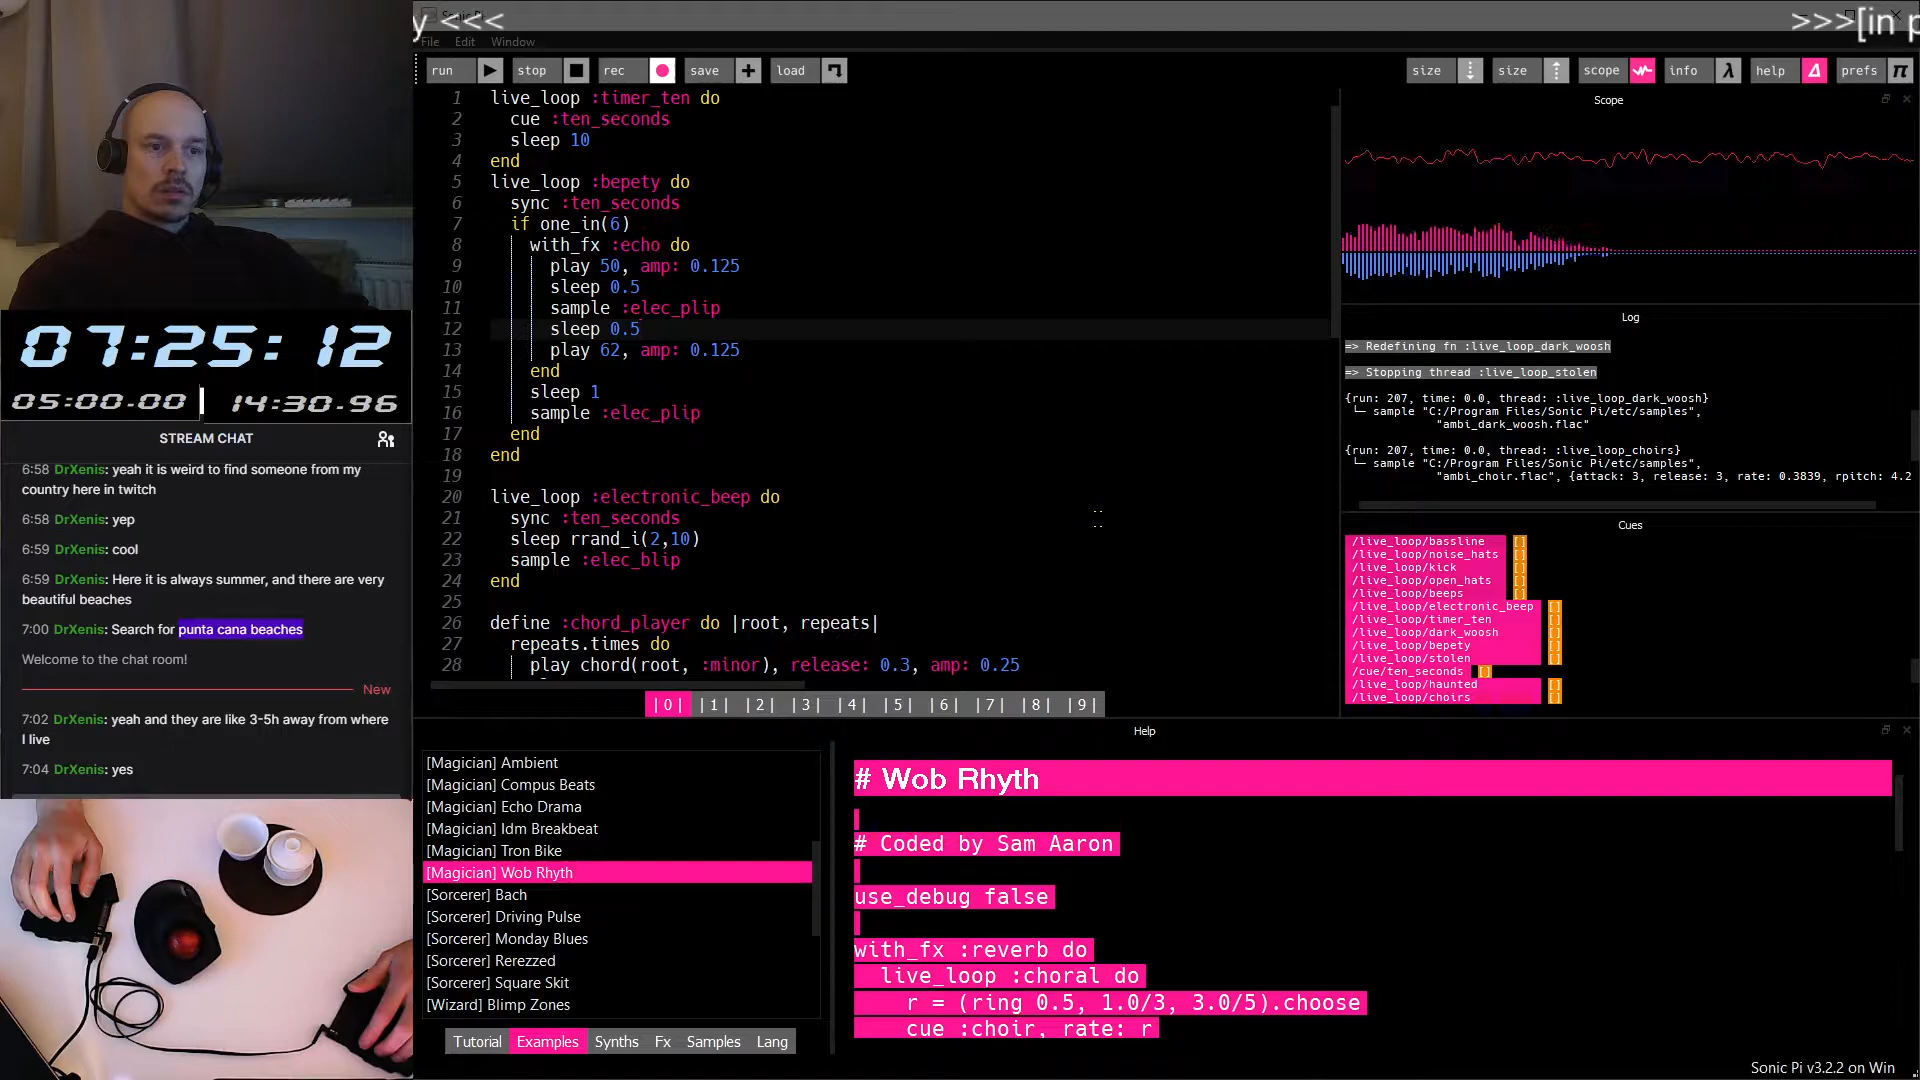 y <<<
>>>[in p
File Edit Window
run stop rec save load
size size scope info λ help prefs π
1 live_loop :timer_ten do
2 cue :ten_seconds
3 sleep 10
4 end
5 live_loop :bepety do
6 sync :ten_seconds
7 if one_in(6)
8 with_fx :echo do
9 play 50, amp: 0.125
10 sleep 0.5
11 sample :elec_plip
12 sleep 0.5
13 play 62, amp: 0.125
14 end
15 sleep 1
16 sample :elec_plip
17 end
18 end
19
20 live_loop :electronic_beep do
21 sync :ten_seconds
22 sleep rrand_i(2,10)
23 sample :elec_blip
24 end
25
26 define :chord_player do |root, repeats|
27 repeats.times do
28 play chord(root, :minor), release: 0.3, amp: 0.25
|0| |1| |2| |3| |4| |5| |6| |7| |8| |9|
Scope
Log
=> Redefining fn :live_loop_dark_woosh
=> Stopping thread :live_loop_stolen
{run: 207, time: 0.0, thread: :live_loop_dark_woosh}
└─ sample "C:/Program Files/Sonic Pi/etc/samples",
"ambi_dark_woosh.flac"
{run: 207, time: 0.0, thread: :live_loop_choirs}
└─ sample "C:/Program Files/Sonic Pi/etc/samples",
"ambi_choir.flac", {attack: 3, release: 3, rate: 0.3839, rpitch: 4.2
Cues
/live_loop/bassline []
/live_loop/noise_hats []
/live_loop/kick []
/live_loop/open_hats []
/live_loop/beeps []
/live_loop/electronic_beep []
/live_loop/timer_ten []
/live_loop/dark_woosh []
/live_loop/bepety []
/live_loop/stolen []
/cue/ten_seconds []
/live_loop/haunted []
/live_loop/choirs []
07:25:12
05:00.00 14:30.96
STREAM CHAT
6:58 DrXenis: yeah it is weird to find someone from my
country here in twitch
6:58 DrXenis: yep
6:59 DrXenis: cool
6:59 DrXenis: Here it is always summer, and there are very
beautiful beaches
7:00 DrXenis: Search for punta cana beaches
Welcome to the chat room!
New
7:02 DrXenis: yeah and they are like 3-5h away from where
I live
7:04 DrXenis: yes
Help
[Magician] Ambient
[Magician] Compus Beats
[Magician] Echo Drama
[Magician] Idm Breakbeat
[Magician] Tron Bike
[Magician] Wob Rhyth
[Sorcerer] Bach
[Sorcerer] Driving Pulse
[Sorcerer] Monday Blues
[Sorcerer] Rerezzed
[Sorcerer] Square Skit
[Wizard] Blimp Zones
Tutorial Examples Synths Fx Samples Lang
# Wob Rhyth
# Coded by Sam Aaron
use_debug false
with_fx :reverb do
live_loop :choral do
r = (ring 0.5, 1.0/3, 3.0/5).choose
cue :choir, rate: r
Sonic Pi v3.2.2 on Win